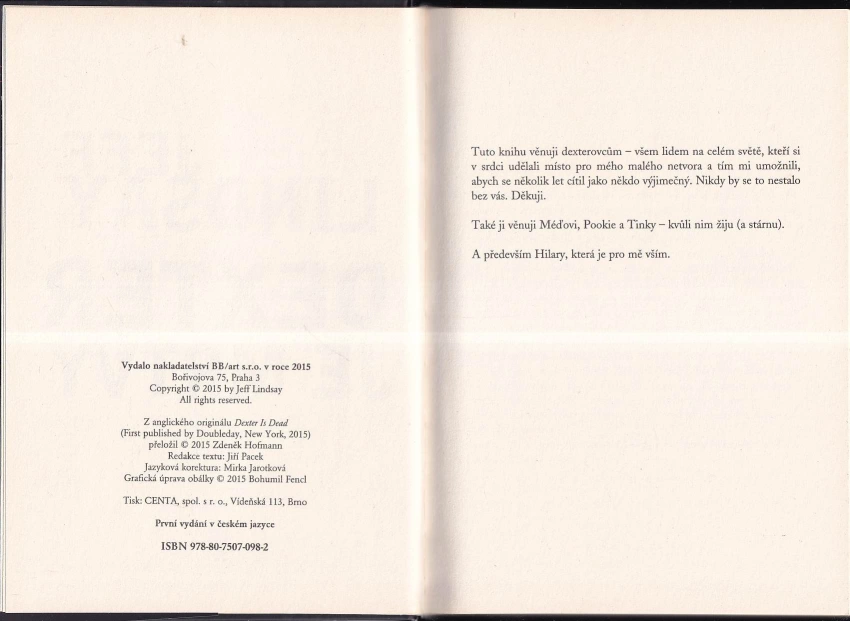 Vydalo nakladatelství BB/art s.r.o. v roce 2015
Bořivojova 75, Praha 3
Copyright © 2015 by Jeff Lindsay
All rights reserved.
Z anglického originálu Dexter Is Dead
(First published by Doubleday, New York, 2015)
přeložil © 2015 Zdeněk Hofmann
Redakce textu: Jiří Pacek
Jazyková korektura: Mirka Jarotková
Grafická úprava obálky © 2015 Bohumil Fencl
Tisk: CENTA, spol. s r. o., Vídeňská 113, Brno
První vydání v českém jazyce
ISBN 978-80-7507-098-2
Tuto knihu věnuji dexterovcům – všem lidem na celém světě, kteří si
v srdci udělali místo pro mého malého netvora a tím mi umožnili,
abych se několik let cítil jako někdo výjimečný. Nikdy by se to nestalo
bez vás. Děkuji.
Také ji věnuji Méďovi, Pookie a Tinky – kvůli nim žiju (a stárnu).
A především Hilary, která je pro mě vším.